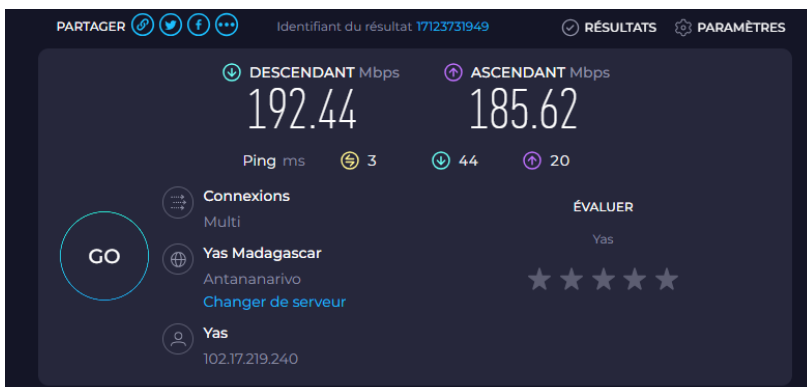 PARTAGER Identifiant du résultat 17123731949 RÉSULTATS PARAMÈTRES
DESCENDANT Mbps ASCENDANT Mbps
192.44 185.62
Ping ms 3 44 20
Connexions
Multi
ÉVALUER
Yas
GO
Yas Madagascar
Antananarivo
Changer de serveur
Yas
102.17.219.240